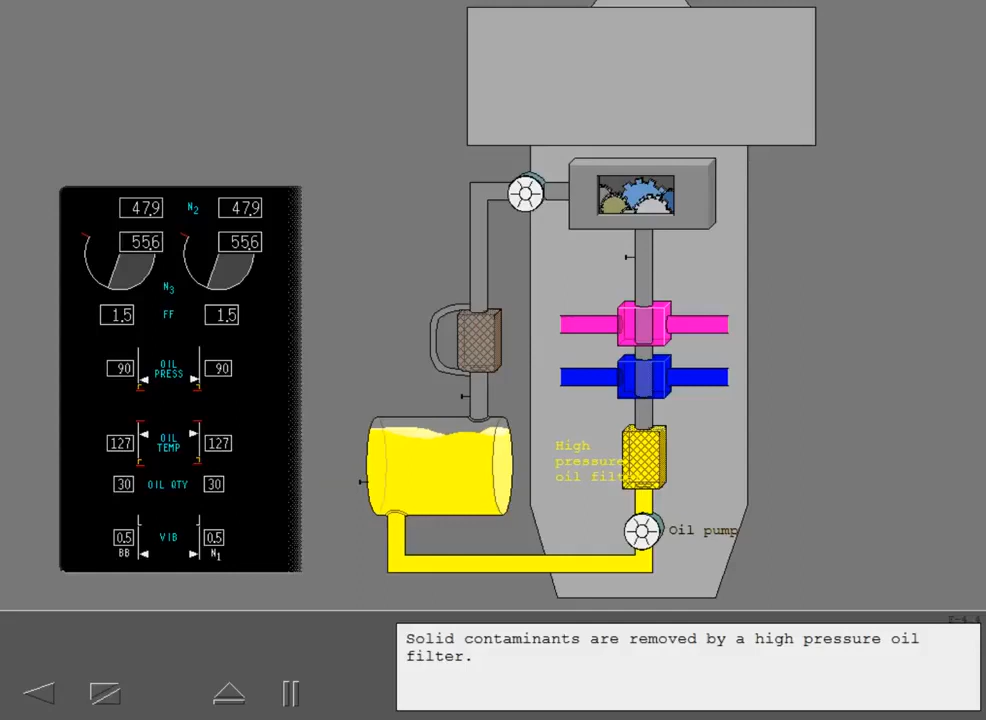 47.9 N2 47.9
55.6 55.6
N3
1.5 FF 1.5
90 OIL PRESS 90
127 OIL TEMP 127
30 OIL QTY 30
0.5 VIB 0.5
BB N1
High
pressure
oil filt
Oil pump
Solid contaminants are removed by a high pressure oil
filter.